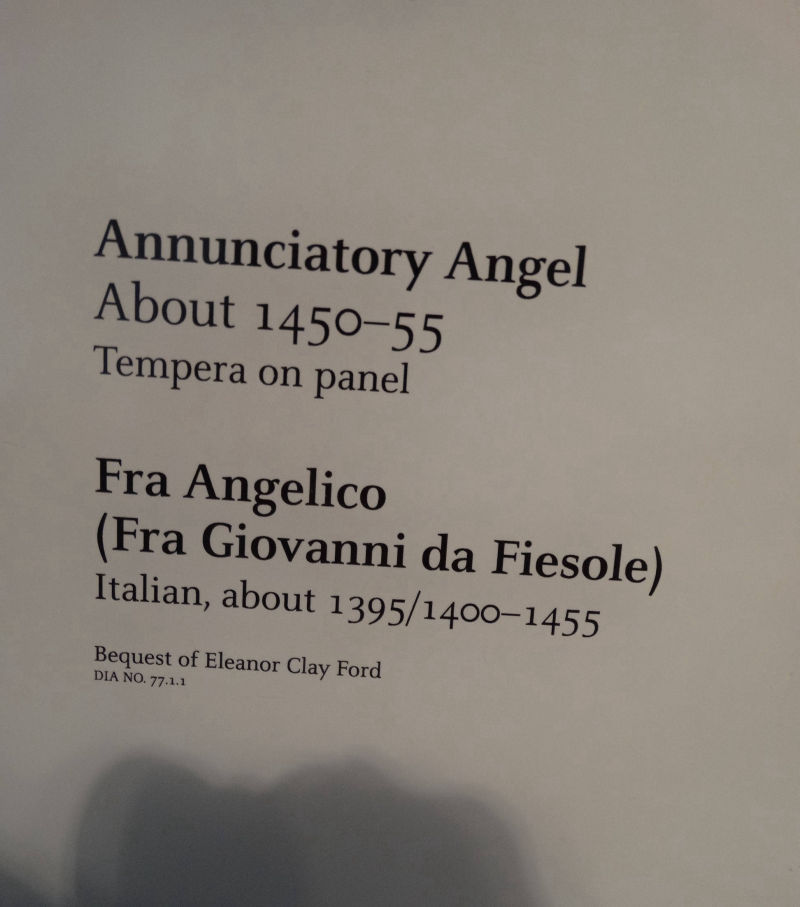 Annunciatory Angel
About 1450–55
Tempera on panel
Fra Angelico
(Fra Giovanni da Fiesole)
Italian, about 1395/1400–1455
Bequest of Eleanor Clay Ford
DIA NO. 77.1.1